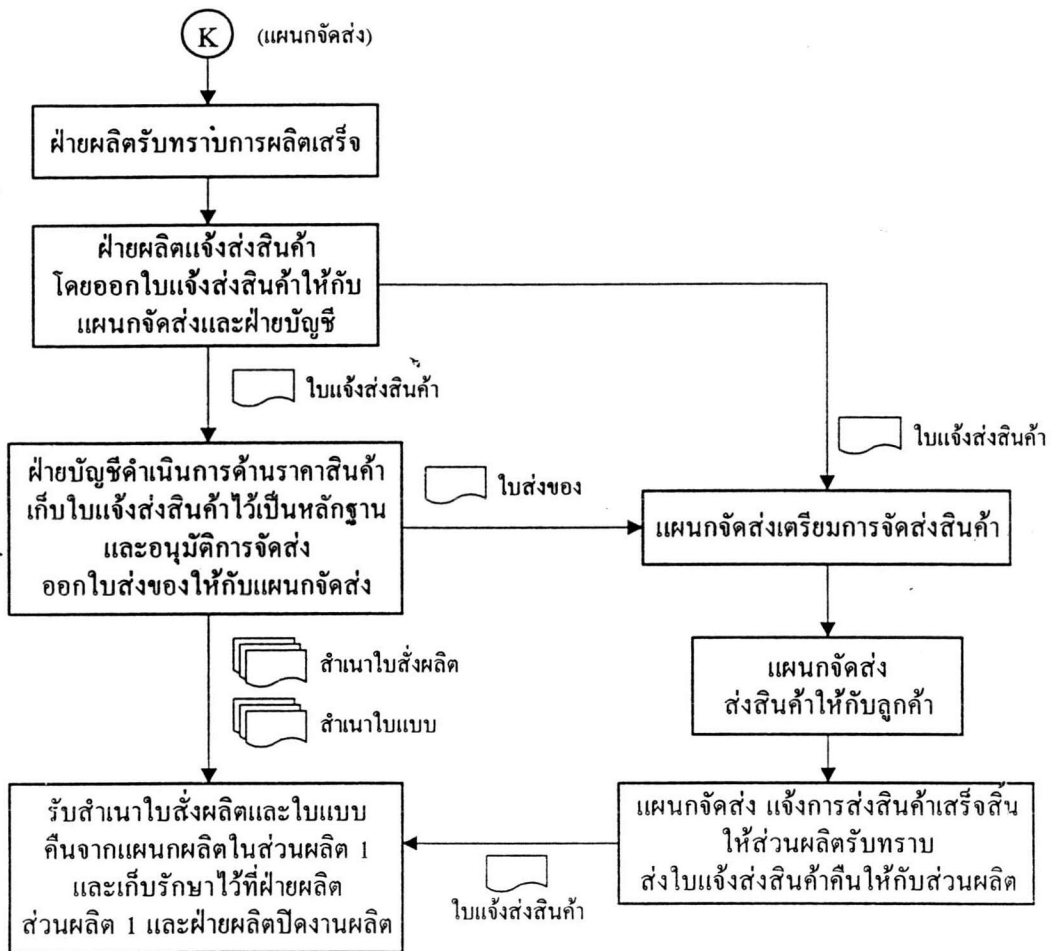 K (แผนกจัดส่ง)
ฝ่ายผลิตรับทราบการผลิตเสร็จ
ฝ่ายผลิตแจ้งส่งสินค้า
โดยออกใบแจ้งส่งสินค้าให้กับ
แผนกจัดส่งและฝ่ายบัญชี
ใบแจ้งส่งสินค้า
ใบแจ้งส่งสินค้า
ฝ่ายบัญชีดำเนินการด้านราคาสินค้า
เก็บใบแจ้งส่งสินค้าไว้เป็นหลักฐาน
และอนุมัติการจัดส่ง
ออกใบส่งของให้กับแผนกจัดส่ง
ใบส่งของ
แผนกจัดส่งเตรียมการจัดส่งสินค้า
สำเนาใบสั่งผลิต
สำเนาใบแบบ
แผนกจัดส่ง
ส่งสินค้าให้กับลูกค้า
รับสำเนาใบสั่งผลิตและใบแบบ
คืนจากแผนกผลิตในส่วนผลิต 1
และเก็บรักษาไว้ที่ฝ่ายผลิต
ส่วนผลิต 1 และฝ่ายผลิตปิดงานผลิต
แผนกจัดส่ง แจ้งการส่งสินค้าเสร็จสิ้น
ให้ส่วนผลิตรับทราบ
ส่งใบแจ้งส่งสินค้าคืนให้กับส่วนผลิต
ใบแจ้งส่งสินค้า